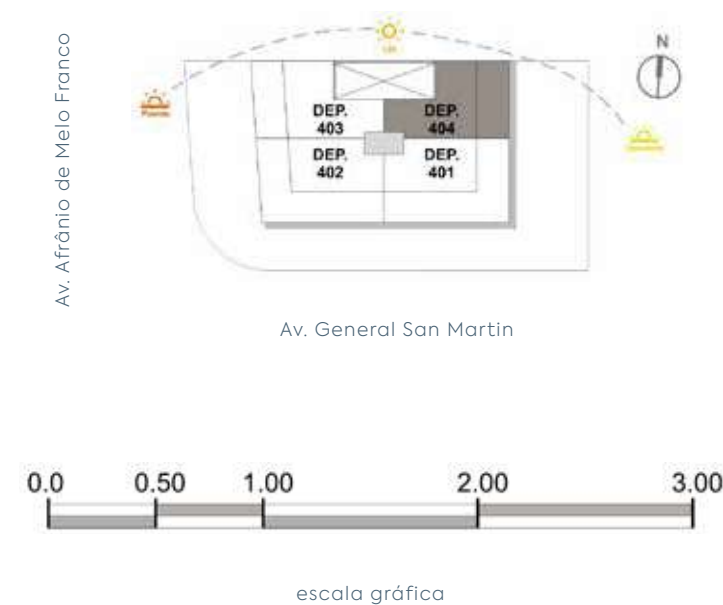 Av. Afrânio de Melo Franco
N
DEP.
403
DEP.
404
DEP.
402
DEP.
401
Av. General San Martin
0.0 0.50 1.00 2.00 3.00
escala gráfica